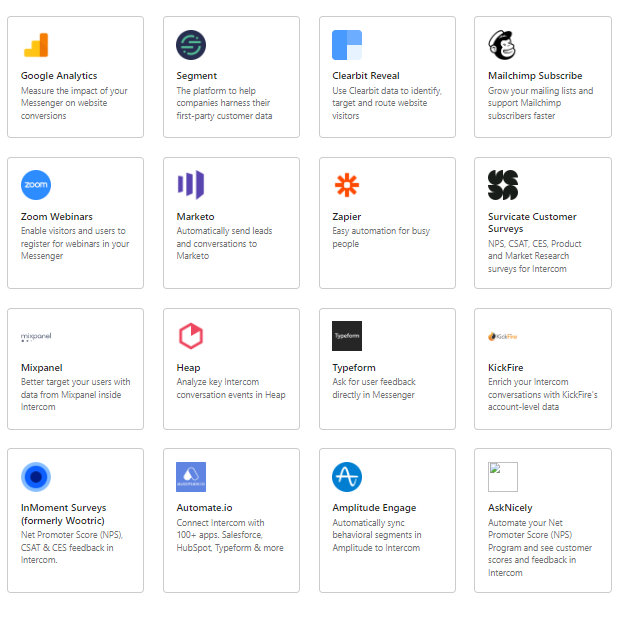 Google Analytics
Measure the impact of your
Messenger on website
conversions
Segment
The platform to help
companies harness their
first-party customer data
Clearbit Reveal
Use Clearbit data to identify,
target and route website
visitors
Mailchimp Subscribe
Grow your mailing lists and
support Mailchimp
subscribers faster
zoom
Zoom Webinars
Enable visitors and users to
register for webinars in your
Messenger
Marketo
Automatically send leads
and conversations to
Marketo
Zapier
Easy automation for busy
people
Survicate Customer
Surveys
NPS, CSAT, CES, Product
and Market Research
surveys for Intercom
mixpanel
Mixpanel
Better target your users with
data from Mixpanel inside
Intercom
Heap
Analyze key Intercom
conversation events in Heap
Typeform
Typeform
Ask for user feedback
directly in Messenger
KickFire
KickFire
Enrich your Intercom
conversations with KickFire's
account-level data
InMoment Surveys
(formerly Wootric)
Net Promoter Score (NPS),
CSAT & CES feedback in
Intercom.
Automate.io
Connect Intercom with
100+ apps. Salesforce,
HubSpot, Typeform & more
Amplitude Engage
Automatically sync
behavioral segments in
Amplitude to Intercom
AskNicely
Automate your Net
Promoter Score (NPS)
Program and see customer
scores and feedback in
Intercom